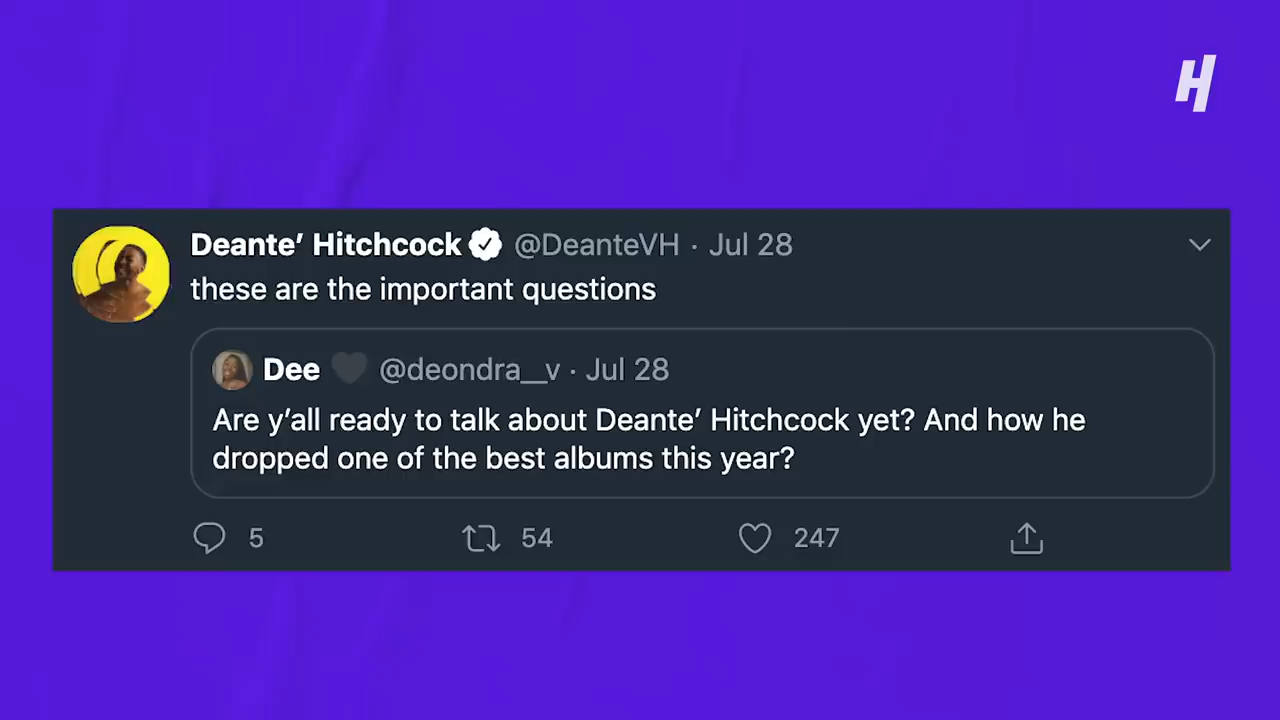 H
Deante’ Hitchcock @DeanteVH · Jul 28
these are the important questions
Dee @deondra__v · Jul 28
Are y’all ready to talk about Deante’ Hitchcock yet? And how he
dropped one of the best albums this year?
5 54 247